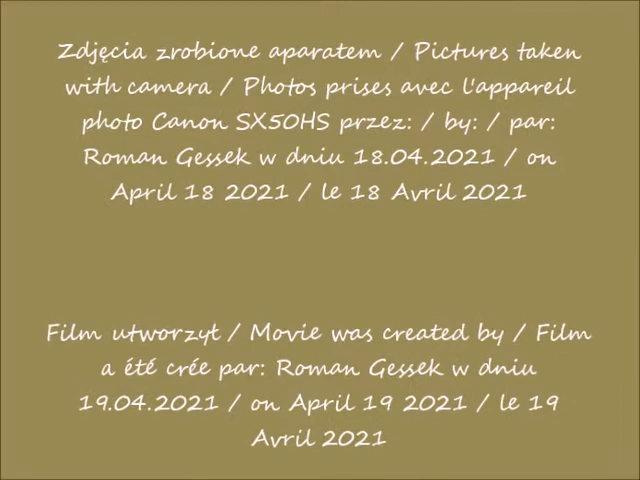 Zdjęcia zrobione aparatem / Pictures taken
with camera / Photos prises avec l'appareil
photo Canon SX50HS przez: / by: / par:
Roman Gessek w dniu 18.04.2021 / on
April 18 2021 / le 18 Avril 2021
Film utworzył / Movie was created by / Film
a été crée par: Roman Gessek w dniu
19.04.2021 / on April 19 2021 / le 19
Avril 2021